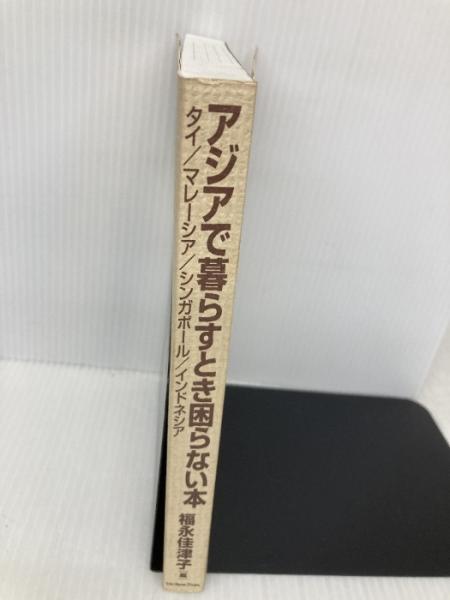 アジアで暮らすとき困らない本
タイ／マレーシア／シンガポール／インドネシア
福永佳津子
編